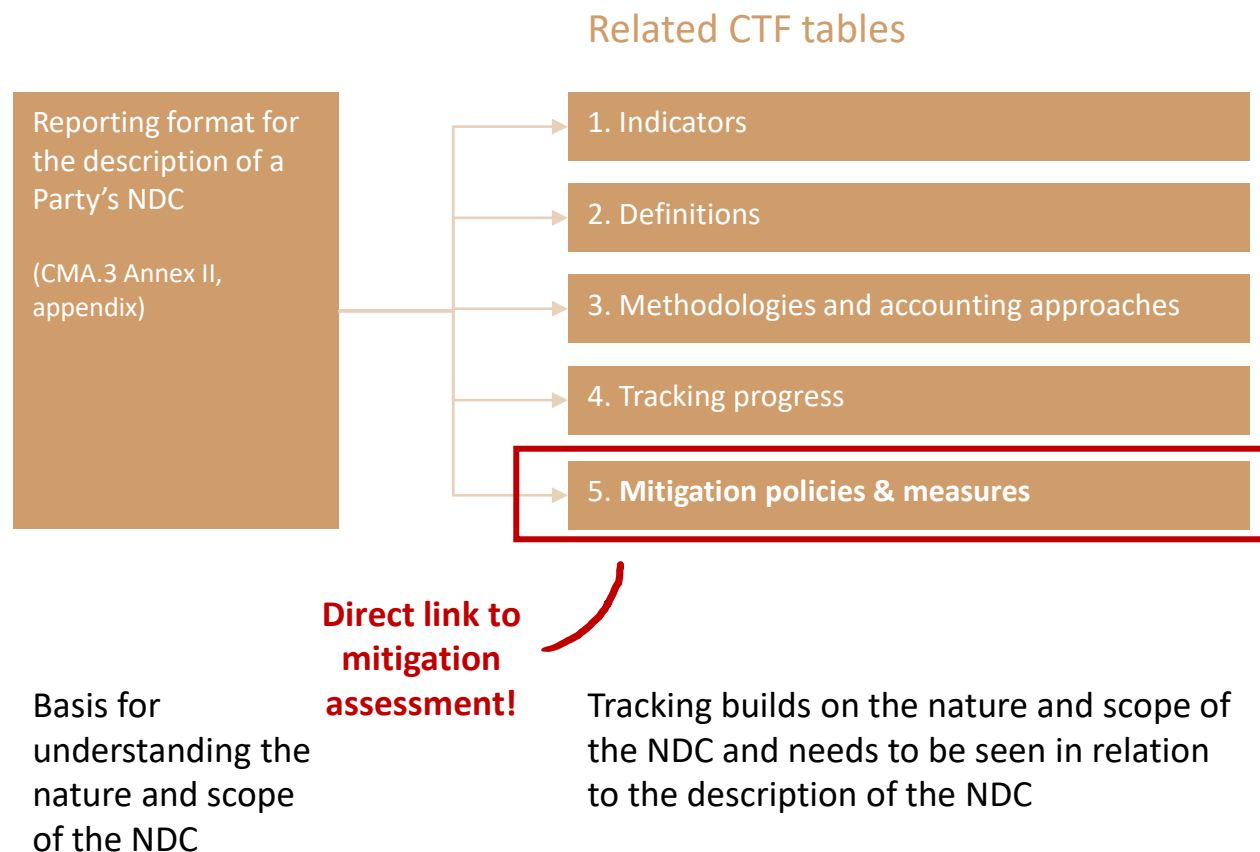 Related CTF tables
Reporting format for
the description of a
Party’s NDC
(CMA.3 Annex II,
appendix)
1. Indicators
2. Definitions
3. Methodologies and accounting approaches
4. Tracking progress
5. Mitigation policies & measures
Direct link to
mitigation
assessment!
Basis for
understanding the
nature and scope
of the NDC
Tracking builds on the nature and scope of
the NDC and needs to be seen in relation
to the description of the NDC